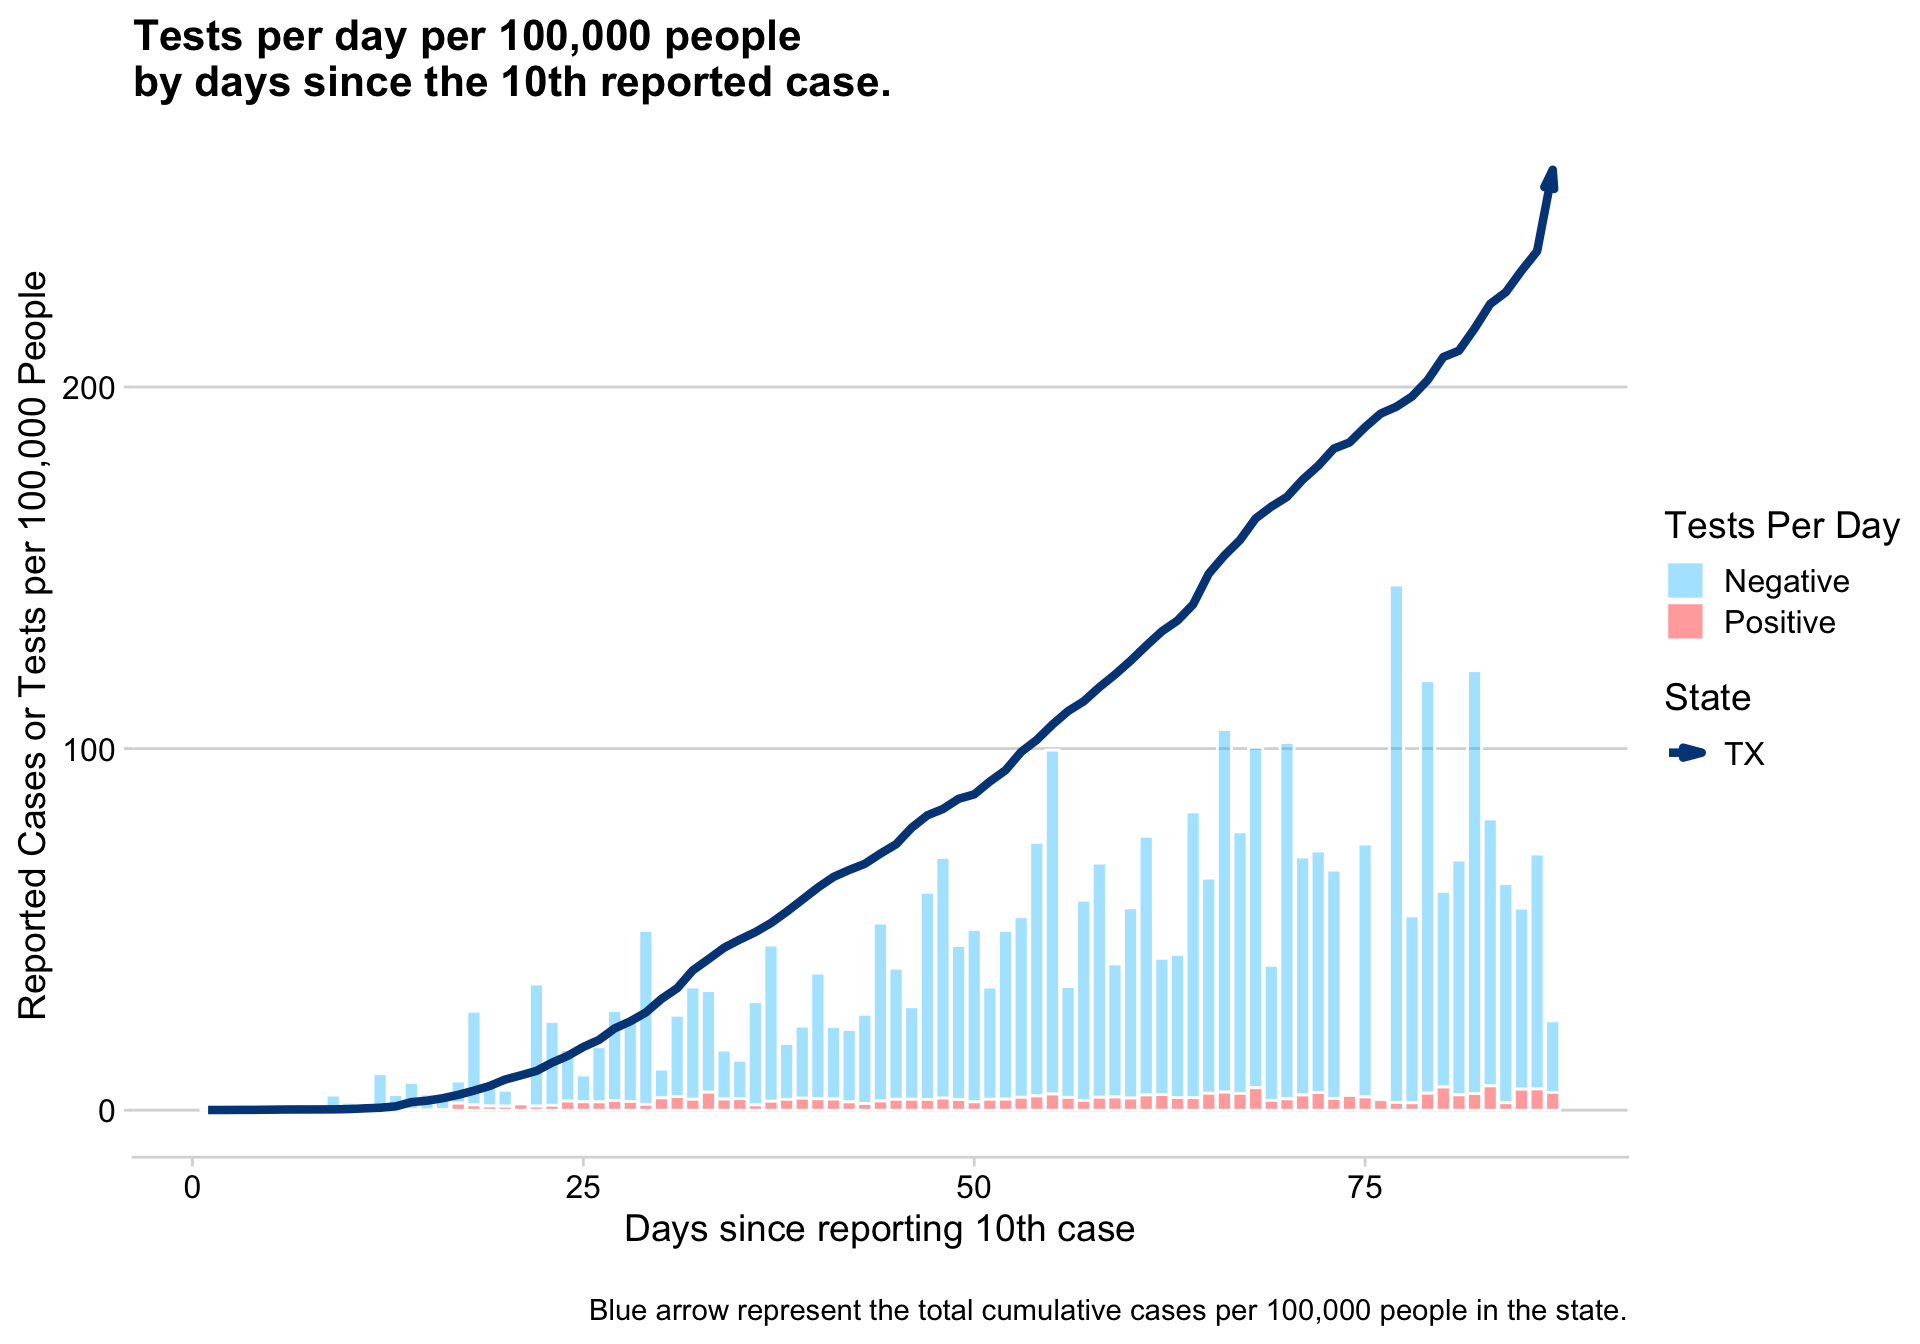 Tests per day per 100,000 people
by days since the 10th reported case.
Reported Cases or Tests per 100,000 People
200
100
0
0
25
50
75
Days since reporting 10th case
Tests Per Day
Negative
Positive
State
TX
Blue arrow represent the total cumulative cases per 100,000 people in the state.